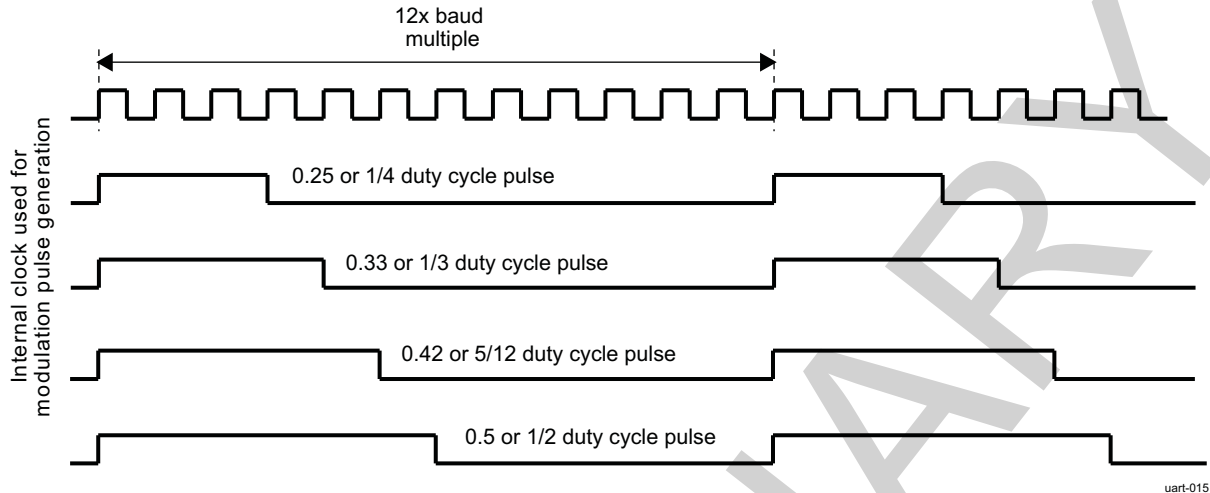 12x baud
multiple
Internal clock used for
modulation pulse generation
0.25 or 1/4 duty cycle pulse
0.33 or 1/3 duty cycle pulse
0.42 or 5/12 duty cycle pulse
0.5 or 1/2 duty cycle pulse
uart-015
NARY